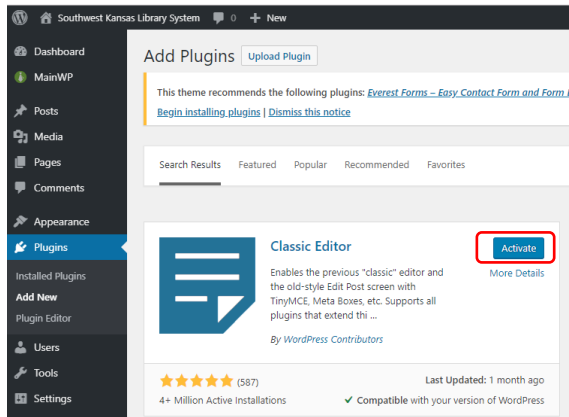 Southwest Kansas Library System 0 + New
Dashboard
MainWP
Posts
Media
Pages
Comments
Appearance
Plugins
Installed Plugins
Add New
Plugin Editor
Users
Tools
Settings
Add Plugins Upload Plugin
This theme recommends the following plugins: Everest Forms – Easy Contact Form and Form
Begin installing plugins | Dismiss this notice
Search Results Featured Popular Recommended Favorites
Classic Editor
Activate
More Details
Enables the previous "classic" editor and
the old-style Edit Post screen with
TinyMCE, Meta Boxes, etc. Supports all
plugins that extend thi ...
By WordPress Contributors
(587)
4+ Million Active Installations
Last Updated: 1 month ago
✓ Compatible with your version of WordPress